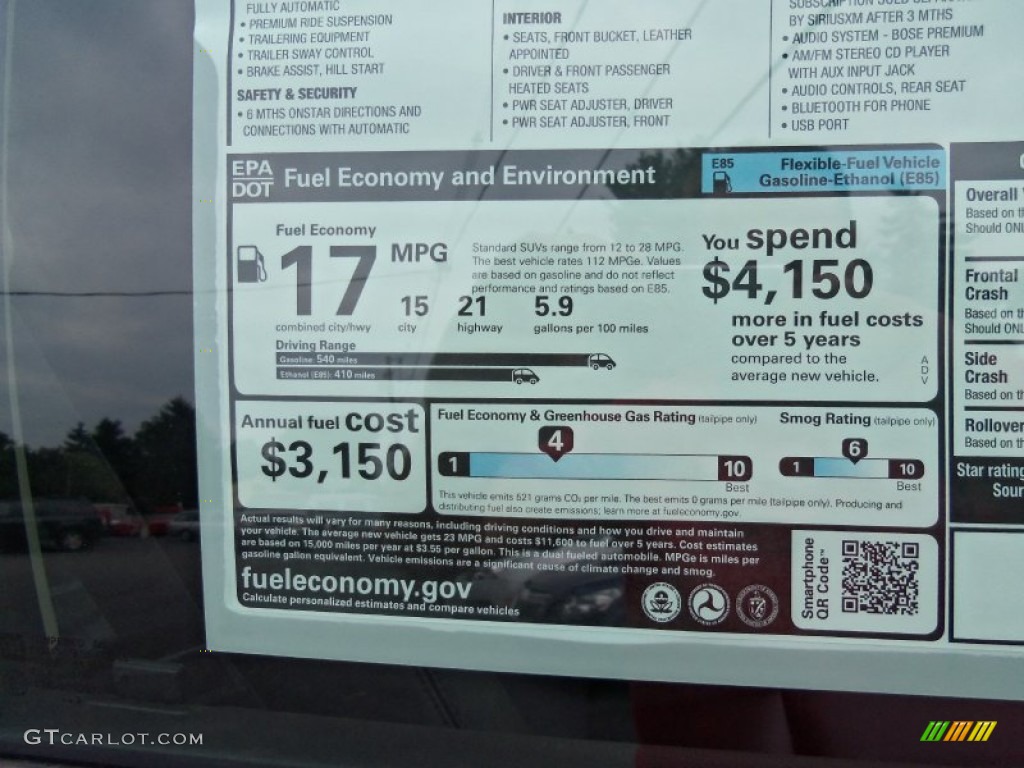 FULLY AUTOMATIC
• PREMIUM RIDE SUSPENSION
• TRAILERING EQUIPMENT
• TRAILER SWAY CONTROL
• BRAKE ASSIST, HILL START
SAFETY & SECURITY
• 6 MTHS ONSTAR DIRECTIONS AND
CONNECTIONS WITH AUTOMATIC
INTERIOR
• SEATS, FRONT BUCKET, LEATHER
APPOINTED
• DRIVER & FRONT PASSENGER
HEATED SEATS
• PWR SEAT ADJUSTER, DRIVER
• PWR SEAT ADJUSTER, FRONT
SUBSCRIPTION SOLD
BY SIRIUSXM AFTER 3 MTHS
• AUDIO SYSTEM - BOSE PREMIUM
• AM/FM STEREO CD PLAYER
WITH AUX INPUT JACK
• AUDIO CONTROLS, REAR SEAT
• BLUETOOTH FOR PHONE
• USB PORT
EPA
DOT
Fuel Economy and Environment
E85
Flexible-Fuel Vehicle
Gasoline-Ethanol (E85)
Fuel Economy
17 MPG
combined city/hwy
15
city
21
highway
5.9
gallons per 100 miles
Standard SUVs range from 12 to 28 MPG.
The best vehicle rates 112 MPGe. Values
are based on gasoline and do not reflect
performance and ratings based on E85.
Driving Range
Gasoline: 540 miles
Ethanol (E85): 410 miles
You spend
$4,150
more in fuel costs
over 5 years
compared to the
average new vehicle.
ADV
Annual fuel cost
$3,150
Fuel Economy & Greenhouse Gas Rating (tailpipe only)
4
1
10
Best
Smog Rating (tailpipe only)
6
1
10
Best
This vehicle emits 521 grams CO₂ per mile. The best emits 0 grams per mile (tailpipe only). Producing and
distributing fuel also create emissions; learn more at fueleconomy.gov.
Actual results will vary for many reasons, including driving conditions and how you drive and maintain
your vehicle. The average new vehicle gets 23 MPG and costs $11,600 to fuel over 5 years. Cost estimates
are based on 15,000 miles per year at $3.55 per gallon. This is a dual fueled automobile. MPGe is miles per
gasoline gallon equivalent. Vehicle emissions are a significant cause of climate change and smog.
fueleconomy.gov
Calculate personalized estimates and compare vehicles
Smartphone
QR Code™
Overall
Based on
Should
Frontal
Crash
Based on
Should
Side
Crash
Based on
Rollover
Based on
Star
GTCARLOT.COM